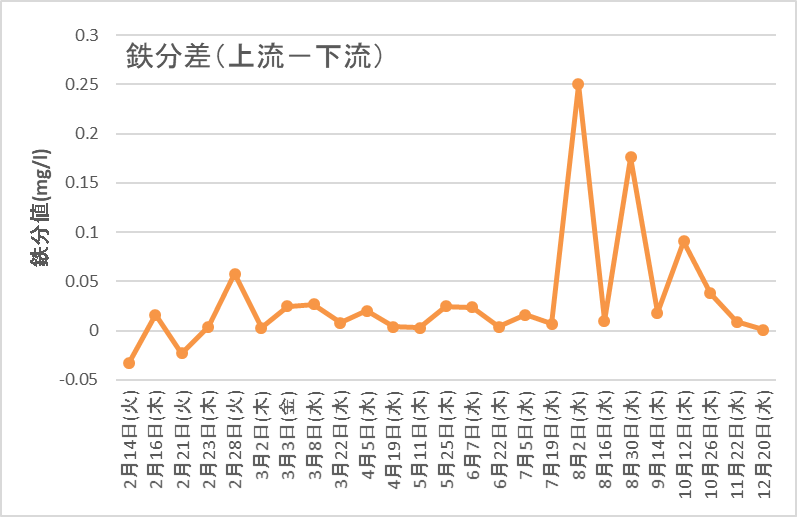 鉄分差（上流－下流）
鉄分値(mg/l)
0.3
0.25
0.2
0.15
0.1
0.05
0
-0.05
2月14日(火)
2月16日(木)
2月21日(火)
2月23日(木)
2月28日(火)
3月2日(木)
3月3日(金)
3月8日(水)
3月22日(水)
4月5日(水)
4月19日(水)
5月11日(木)
5月25日(木)
6月7日(水)
6月22日(木)
7月5日(水)
7月19日(水)
8月2日(水)
8月16日(水)
8月30日(水)
9月14日(木)
10月12日(木)
10月26日(木)
11月22日(水)
12月20日(水)